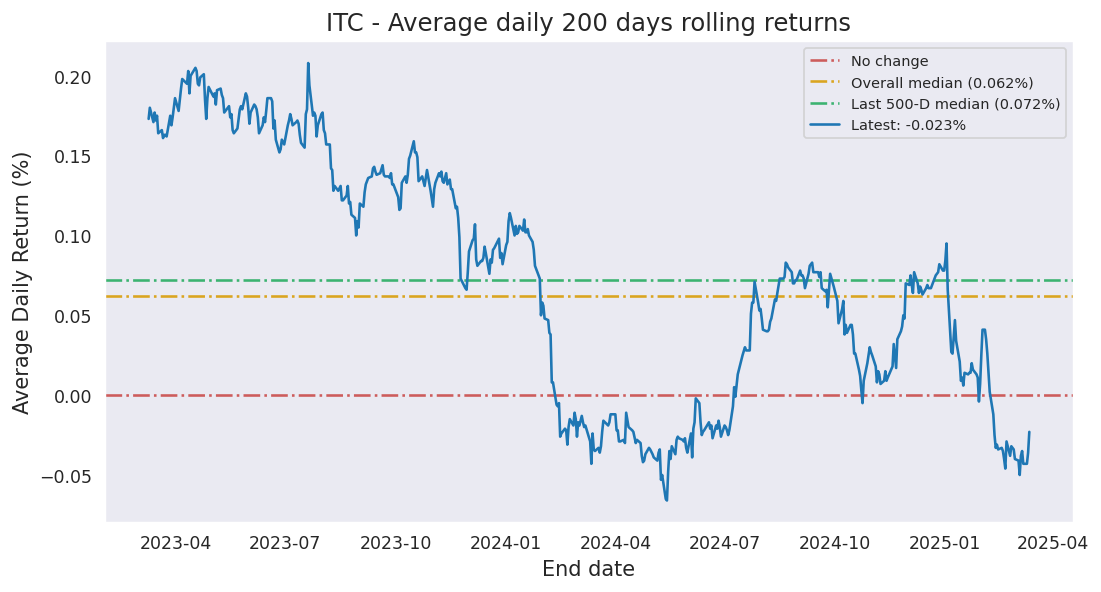 ITC - Average daily 200 days rolling returns
No change
Overall median (0.062%)
Last 500-D median (0.072%)
Latest: -0.023%
Average Daily Return (%)
0.20
0.15
0.10
0.05
0.00
−0.05
2023-04 2023-07 2023-10 2024-01 2024-04 2024-07 2024-10 2025-01 2025-04
End date